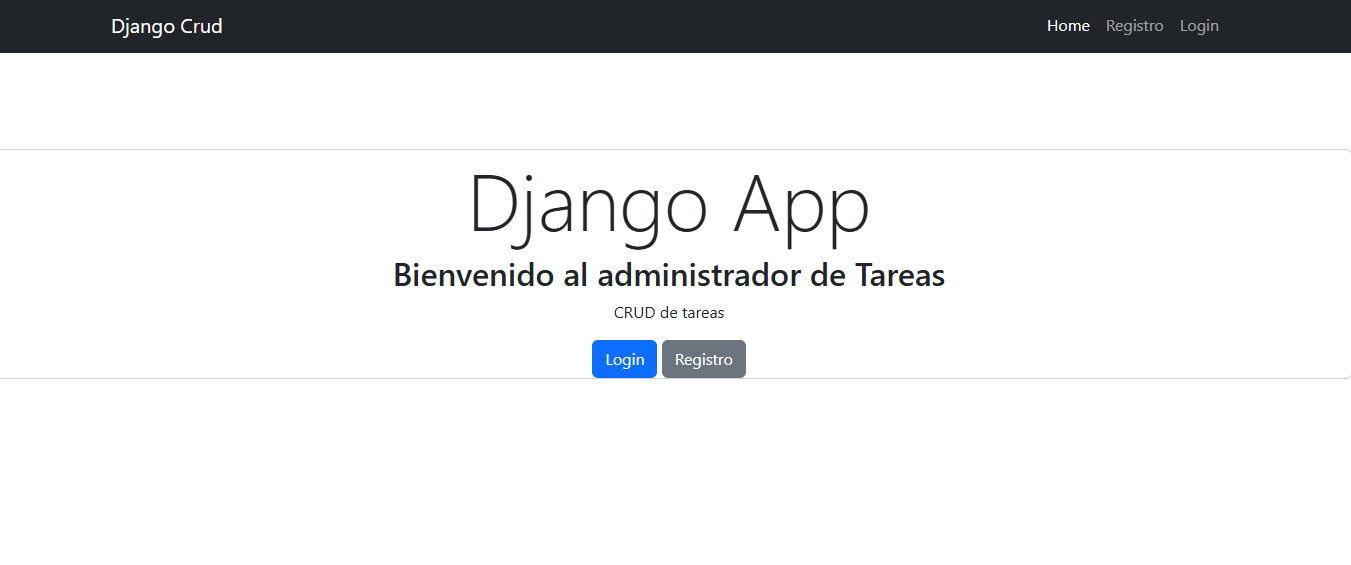 Django Crud
Home Registro Login
Django App
Bienvenido al administrador de Tareas
CRUD de tareas
Login Registro